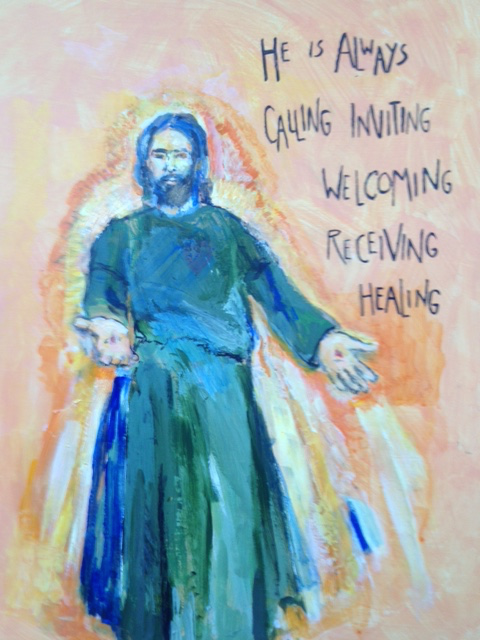 He is Always
Calling Inviting
Welcoming
Receiving
Healing